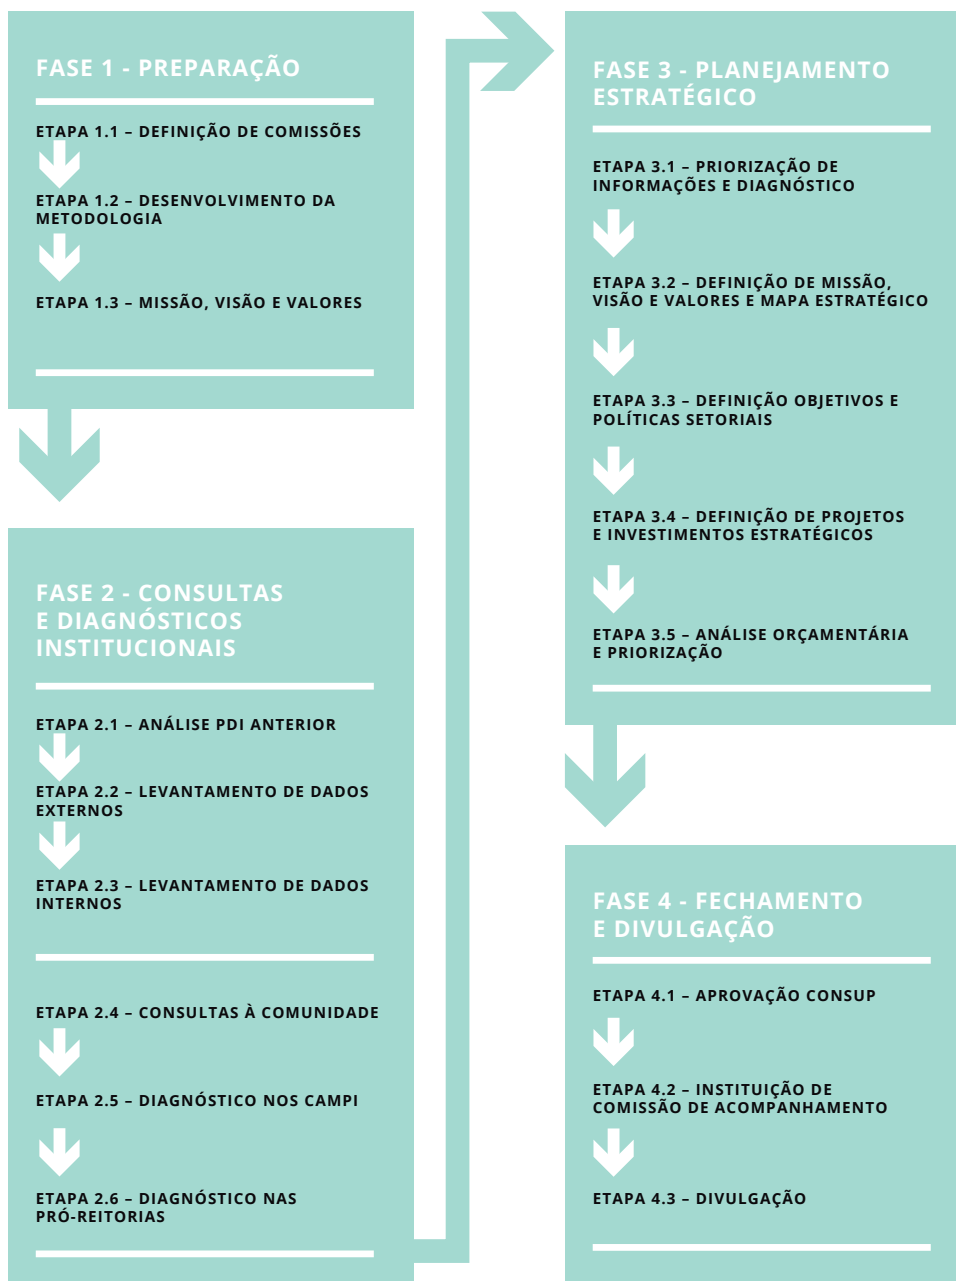 FASE 1 - PREPARAÇÃO
ETAPA 1.1 – DEFINIÇÃO DE COMISSÕES
ETAPA 1.2 – DESENVOLVIMENTO DA
METODOLOGIA
ETAPA 1.3 – MISSÃO, VISÃO E VALORES
FASE 2 - CONSULTAS
E DIAGNÓSTICOS
INSTITUCIONAIS
ETAPA 2.1 – ANÁLISE PDI ANTERIOR
ETAPA 2.2 – LEVANTAMENTO DE DADOS
EXTERNOS
ETAPA 2.3 – LEVANTAMENTO DE DADOS
INTERNOS
ETAPA 2.4 – CONSULTAS À COMUNIDADE
ETAPA 2.5 – DIAGNÓSTICO NOS CAMPI
ETAPA 2.6 – DIAGNÓSTICO NAS
PRÓ-REITORIAS
FASE 3 - PLANEJAMENTO
ESTRATÉGICO
ETAPA 3.1 – PRIORIZAÇÃO DE
INFORMAÇÕES E DIAGNÓSTICO
ETAPA 3.2 – DEFINIÇÃO DE MISSÃO,
VISÃO E VALORES E MAPA ESTRATÉGICO
ETAPA 3.3 – DEFINIÇÃO OBJETIVOS E
POLÍTICAS SETORIAIS
ETAPA 3.4 – DEFINIÇÃO DE PROJETOS
E INVESTIMENTOS ESTRATÉGICOS
ETAPA 3.5 – ANÁLISE ORÇAMENTÁRIA
E PRIORIZAÇÃO
FASE 4 - FECHAMENTO
E DIVULGAÇÃO
ETAPA 4.1 – APROVAÇÃO CONSUP
ETAPA 4.2 – INSTITUIÇÃO DE
COMISSÃO DE ACOMPANHAMENTO
ETAPA 4.3 – DIVULGAÇÃO